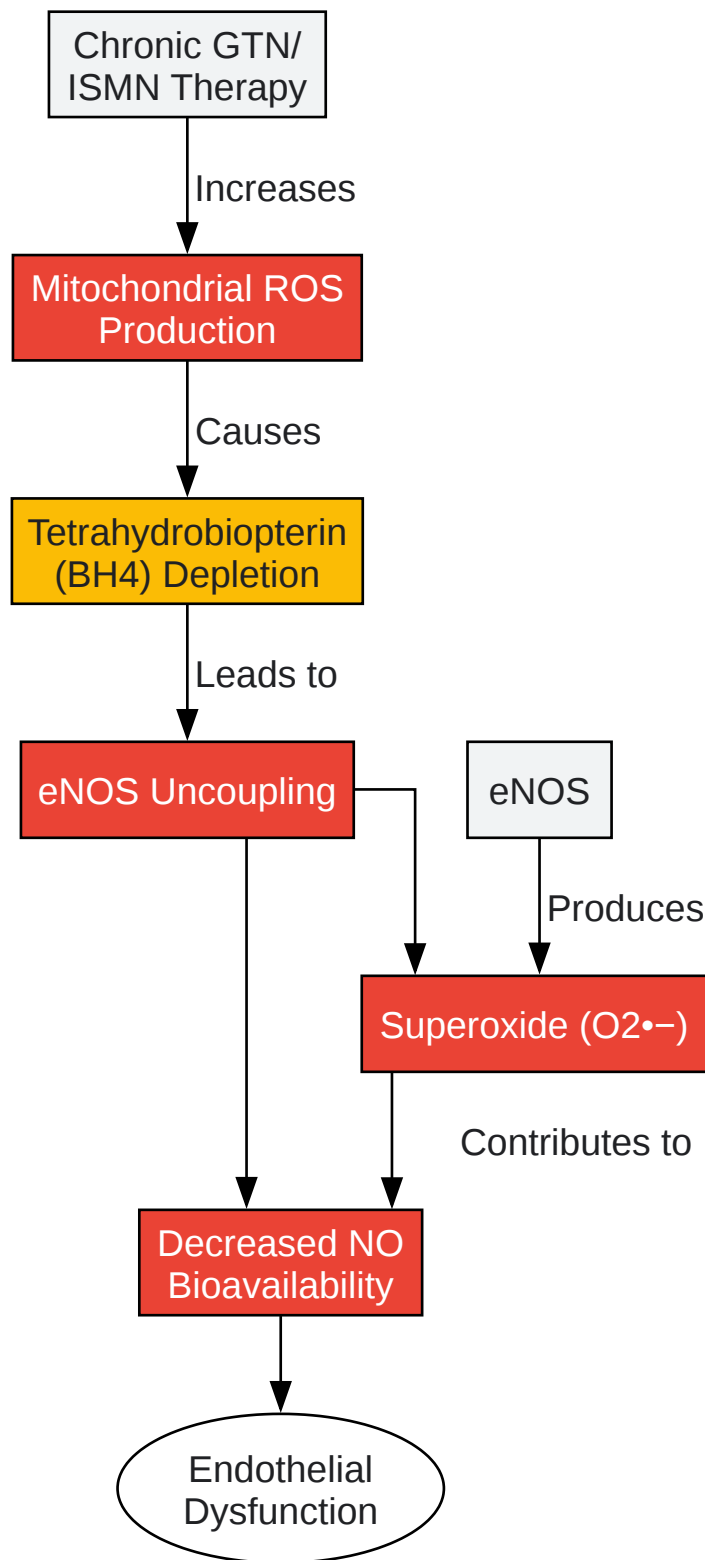 Chronic GTN/
ISMN Therapy
Increases
Mitochondrial ROS
Production
Causes
Tetrahydrobiopterin
(BH4) Depletion
Leads to
eNOS Uncoupling
eNOS
Produces
Superoxide (O2•−)
Contributes to
Decreased NO
Bioavailability
Endothelial
Dysfunction